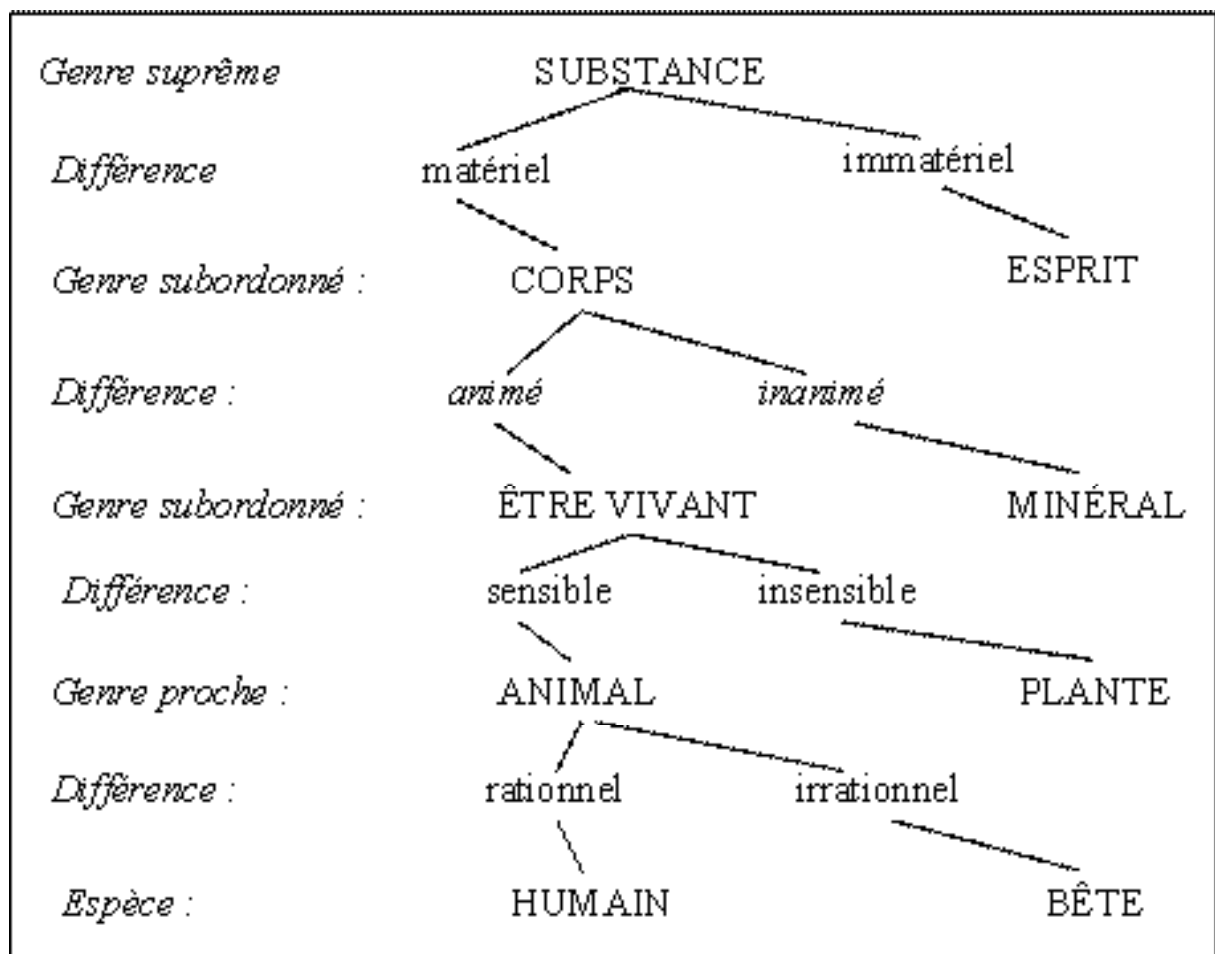 Genre suprême SUBSTANCE
Différence matériel immatériel
Genre subordonné : CORPS ESPRIT
Différence : animé inanimé
Genre subordonné : ÊTRE VIVANT MINÉRAL
Différence : sensible insensible
Genre proche : ANIMAL PLANTE
Différence : rationnel irrationnel
Espèce : HUMAIN BÊTE